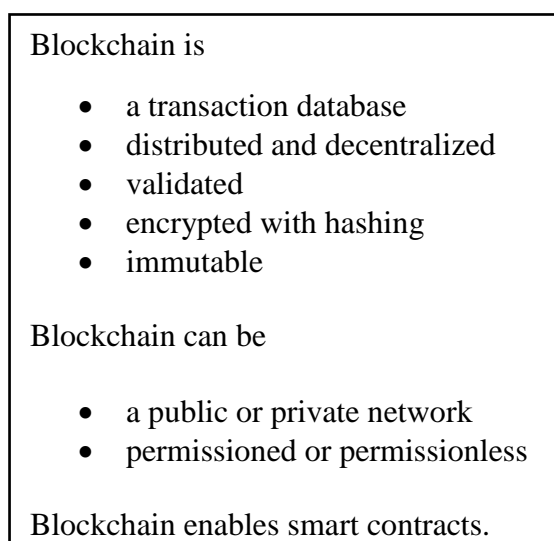 Blockchain is
• a transaction database
• distributed and decentralized
• validated
• encrypted with hashing
• immutable
Blockchain can be
• a public or private network
• permissioned or permissionless
Blockchain enables smart contracts.